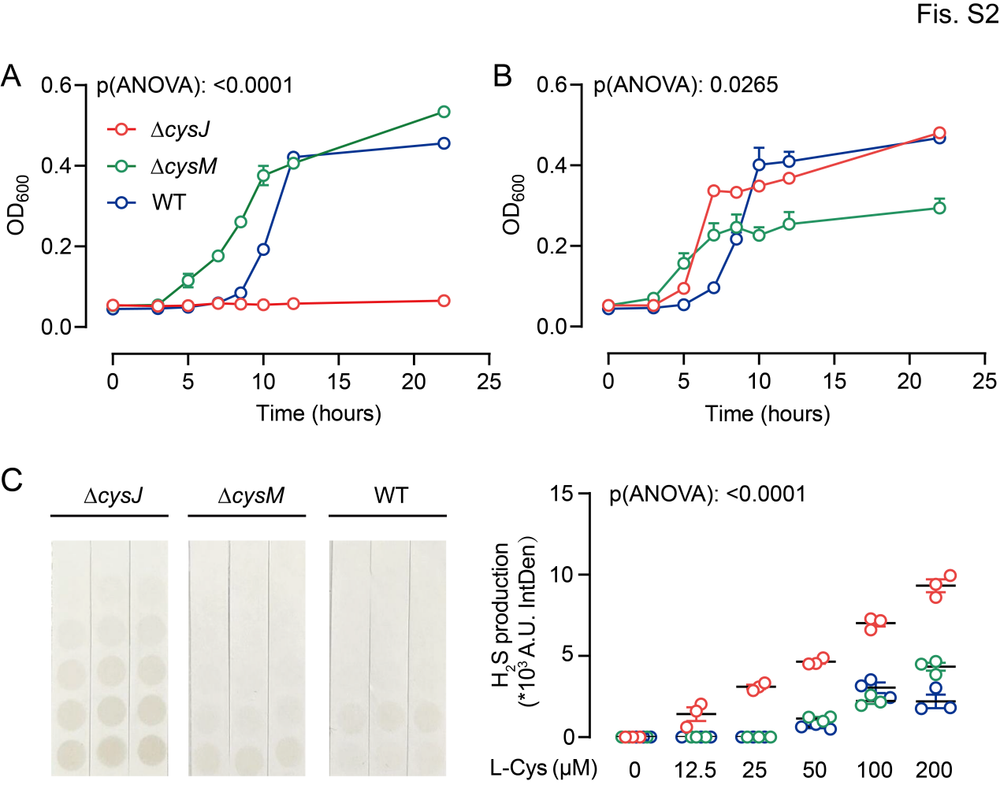 Fis. S2
A
p(ANOVA): <0.0001
ΔcysJ
ΔcysM
WT
OD600
0.6
0.4
0.2
0.0
0 5 10 15 20 25
Time (hours)
B
p(ANOVA): 0.0265
OD600
0.6
0.4
0.2
0.0
0 5 10 15 20 25
Time (hours)
C
ΔcysJ ΔcysM WT
p(ANOVA): <0.0001
H2S production
(*10³ A.U. IntDen)
15
10
5
0
L-Cys (μM) 0 12.5 25 50 100 200